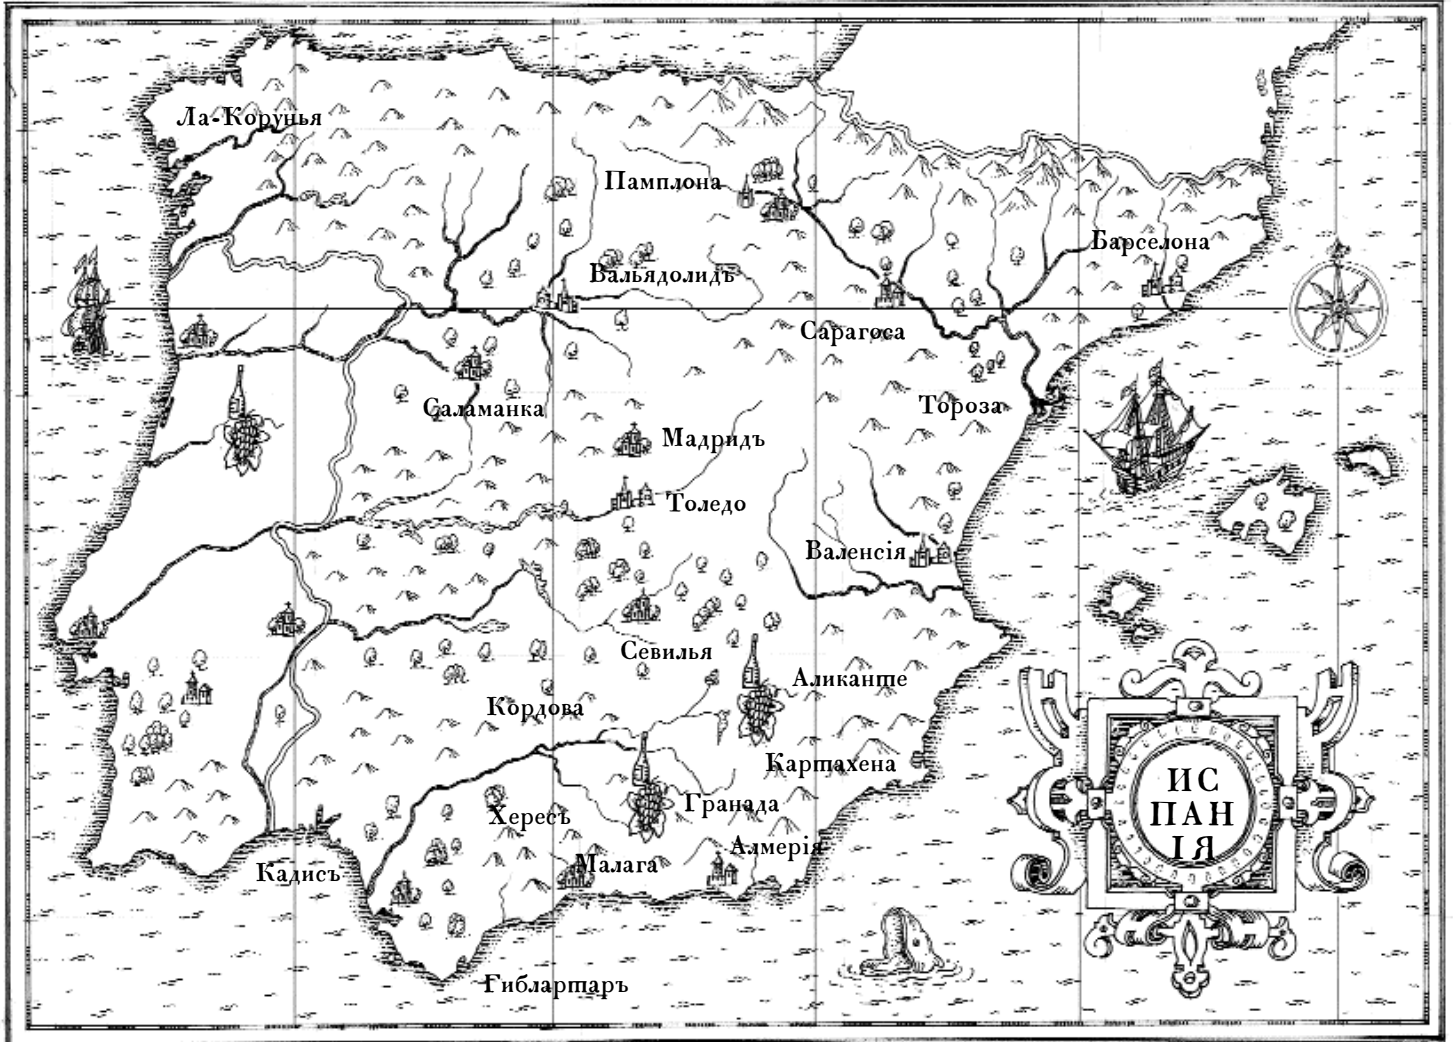 Ла-Корунья
Памплона
Барселона
Вальядолидъ
Сарагоса
Саламанка
Тороза
Мадридъ
Толедо
Валенсія
Севилья
Аликанте
Кордова
Картахена
Гранада
Хересъ
Алмерія
Малага
Кадисъ
Гиблартаръ
ИС
ПАН
ІЯ